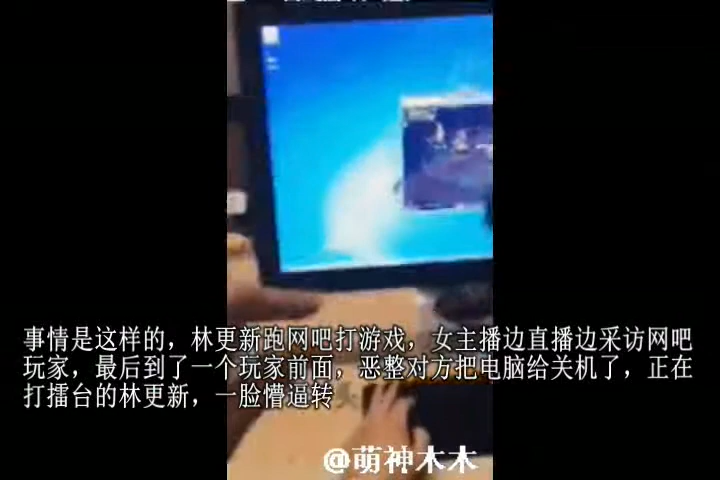 事情是这样的，林更新跑网吧打游戏，女主播边直播边采访网吧
玩家，最后到了一个玩家前面，恶整对方把电脑给关机了，正在
打擂台的林更新，一脸懵逼转头
@萌神木木